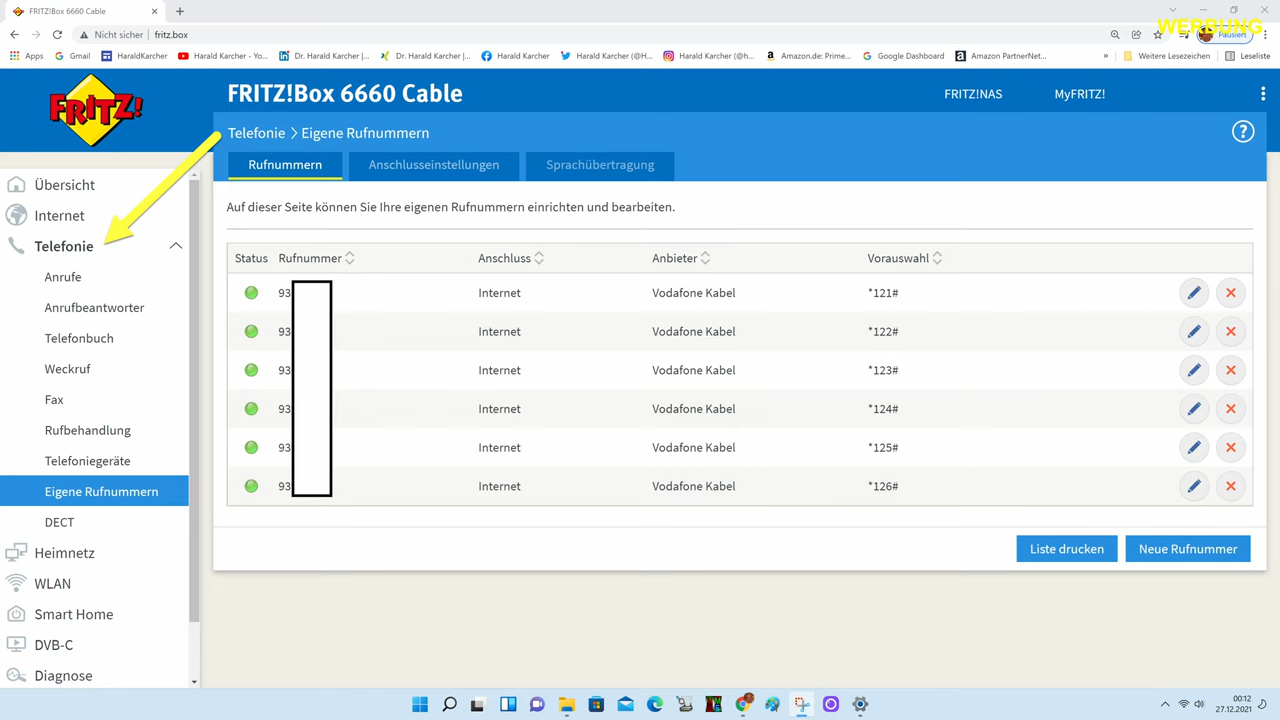 FRITZ!Box 6660 Cable
WERBUNG
Nicht sicher fritz.box Pausiert
Apps Gmail HaraldKarcher Harald Karcher - Yo... Dr. Harald Karcher |... Dr. Harald Karcher |... Harald Karcher Harald Karcher (@H... Harald Karcher (@h... Amazon.de: Prime... Google Dashboard Amazon PartnerNet... » Weitere Lesezeichen Leseliste
FRITZ!
FRITZ!Box 6660 Cable FRITZ!NAS MyFRITZ!
Telefonie > Eigene Rufnummern ?
Rufnummern Anschlusseinstellungen Sprachübertragung
Übersicht
Internet
Telefonie
Anrufe
Anrufbeantworter
Telefonbuch
Weckruf
Fax
Rufbehandlung
Telefoniegeräte
Eigene Rufnummern
DECT
Heimnetz
WLAN
Smart Home
DVB-C
Diagnose
Auf dieser Seite können Sie Ihre eigenen Rufnummern einrichten und bearbeiten.
Status Rufnummer Anschluss Anbieter Vorauswahl
93 Internet Vodafone Kabel *121#
93 Internet Vodafone Kabel *122#
93 Internet Vodafone Kabel *123#
93 Internet Vodafone Kabel *124#
93 Internet Vodafone Kabel *125#
93 Internet Vodafone Kabel *126#
Liste drucken Neue Rufnummer
00:12
27.12.2021